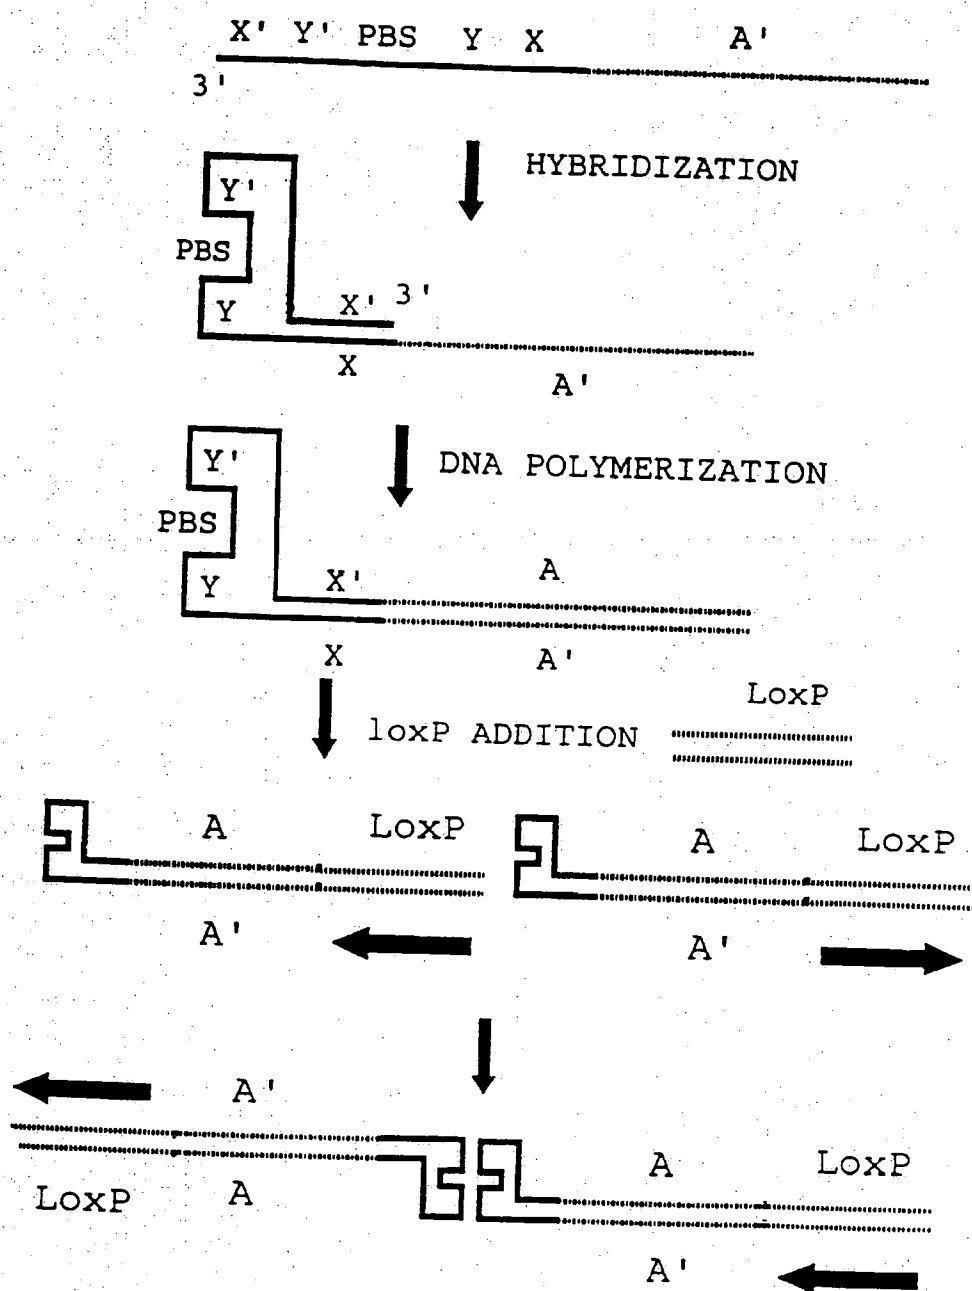 X' Y' PBS Y X A'
3'
HYBRIDIZATION
Y'
PBS
Y X' 3'
X A'
DNA POLYMERIZATION
Y'
PBS
A
Y X'
X A'
LoxP
loxP ADDITION
A LoxP A LoxP
A' A'
A'
A LoxP
LoxP A
A'